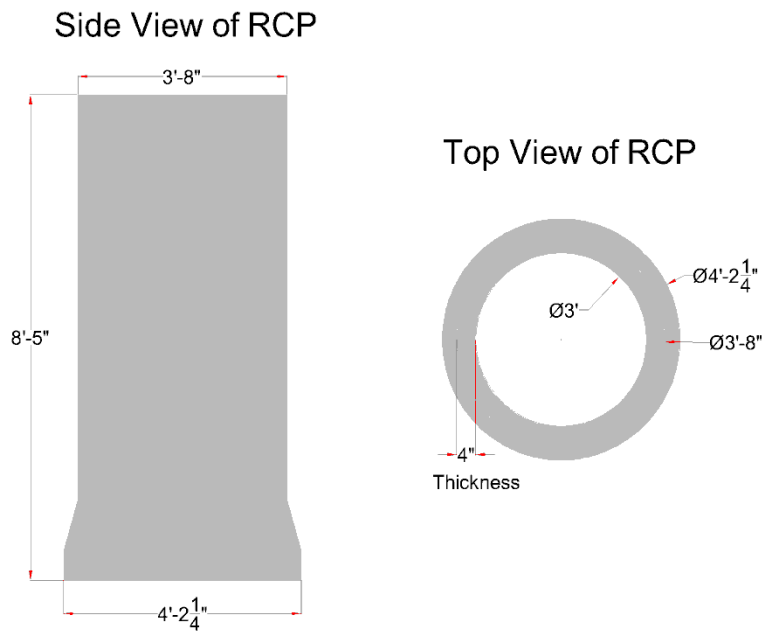 Side View of RCP
3'-8"
8'-5"
4'-2 1/4"
Top View of RCP
Ø4'-2 1/4"
Ø3'
Ø3'-8"
4"
Thickness